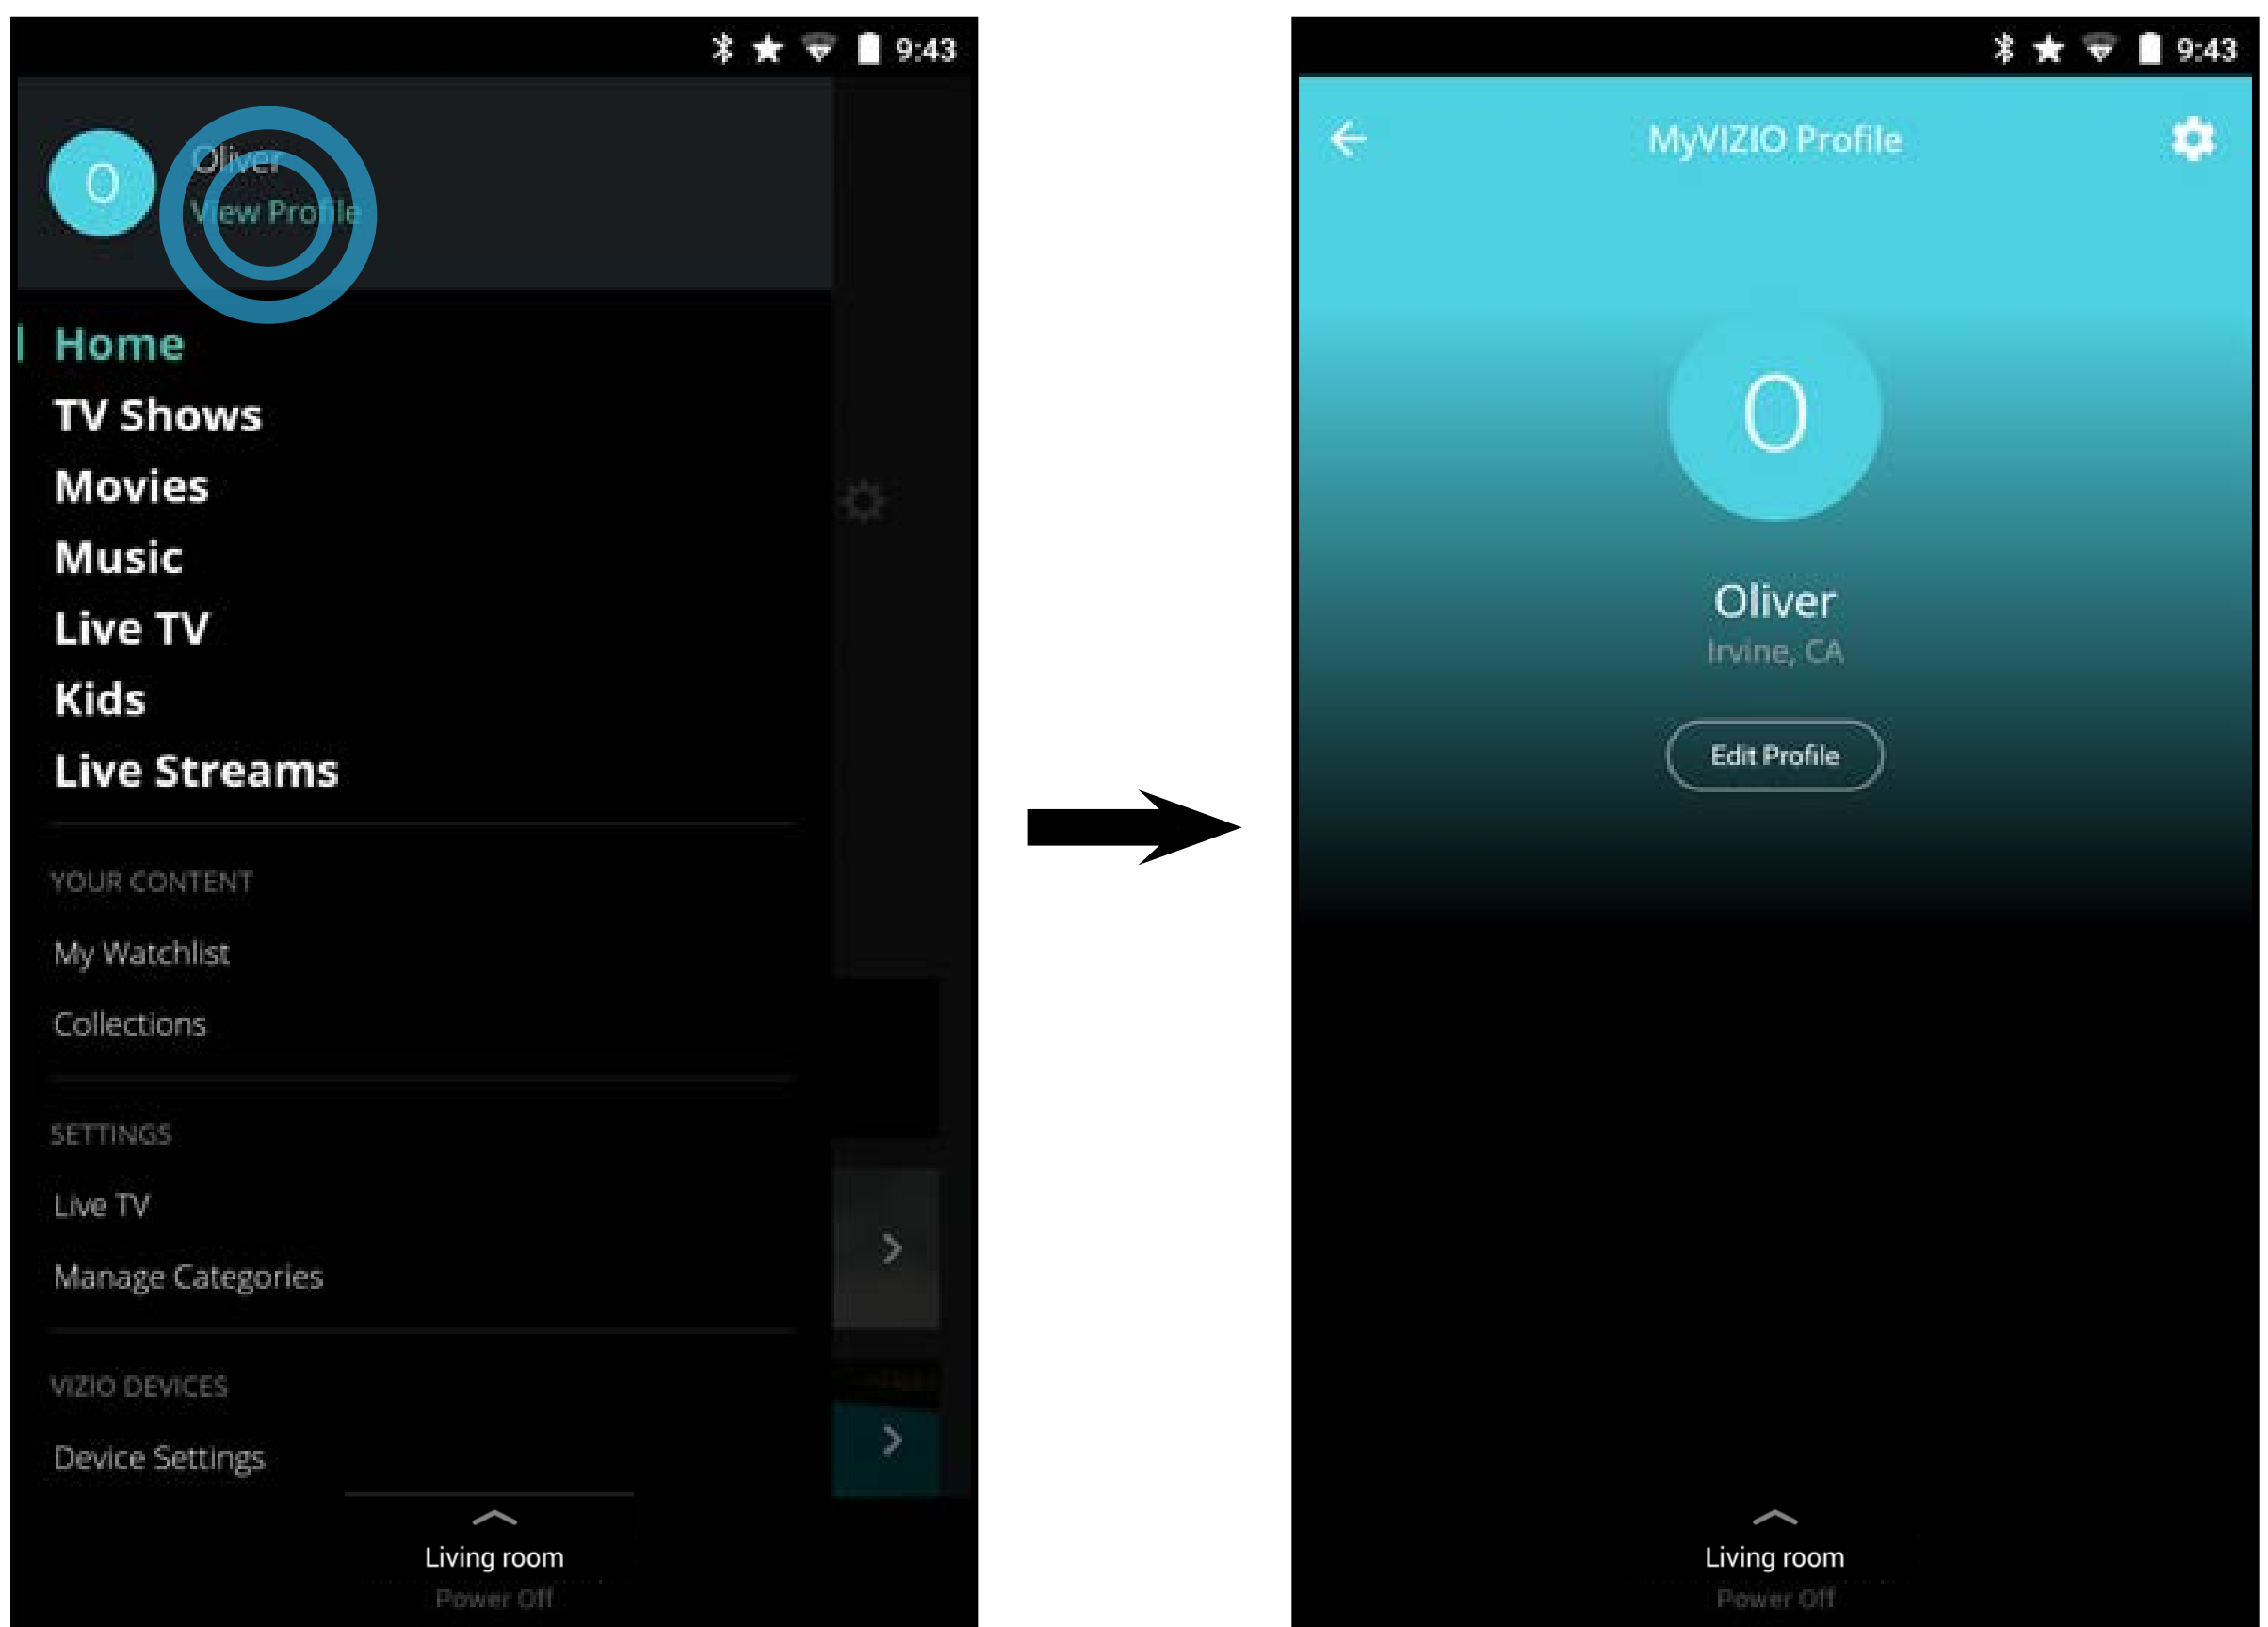 9:43
O
Oliver
View Profile
Home
TV Shows
Movies
Music
Live TV
Kids
Live Streams
YOUR CONTENT
My Watchlist
Collections
SETTINGS
Live TV
Manage Categories
VIZIO DEVICES
Device Settings
Living room
Power Off
9:43
MyVIZIO Profile
O
Oliver
Irvine, CA
Edit Profile
Living room
Power Off